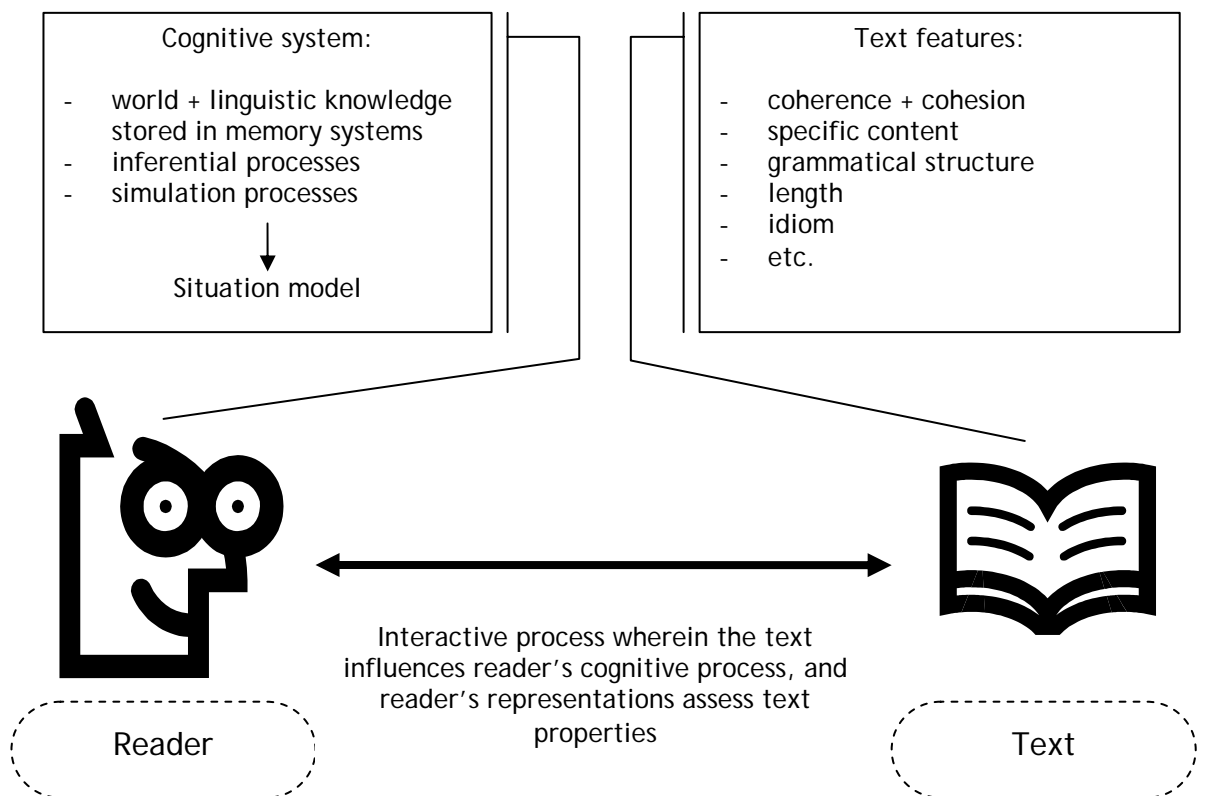 Cognitive system:
- world + linguistic knowledge
stored in memory systems
- inferential processes
- simulation processes
Situation model
Text features:
- coherence + cohesion
- specific content
- grammatical structure
- length
- idiom
- etc.
Interactive process wherein the text
influences reader’s cognitive process, and
reader’s representations assess text
properties
Reader
Text